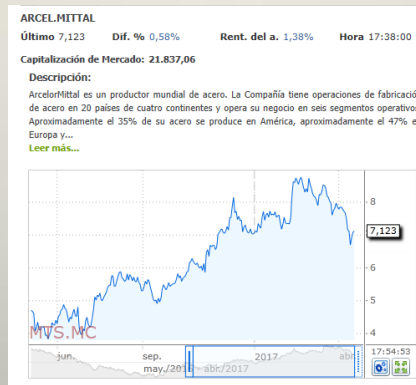 ARCEL.MITTAL
Último 7,123 Dif. % 0,58% Rent. del a. 1,38% Hora 17:38:00
Capitalización de Mercado: 21.837,06
Descripción:
ArcelorMittal es un productor mundial de acero. La Compañía tiene operaciones de fabricació
de acero en 20 países de cuatro continentes y opera su negocio en seis segmentos operativo
Aproximadamente el 35% de su acero se produce en América, aproximadamente el 47% e
Europa y...
Leer más...
8
7,123
6
5
4
MTS.MC
jun. sep. 2017 abr
may./201 abr/2017
17:54:53